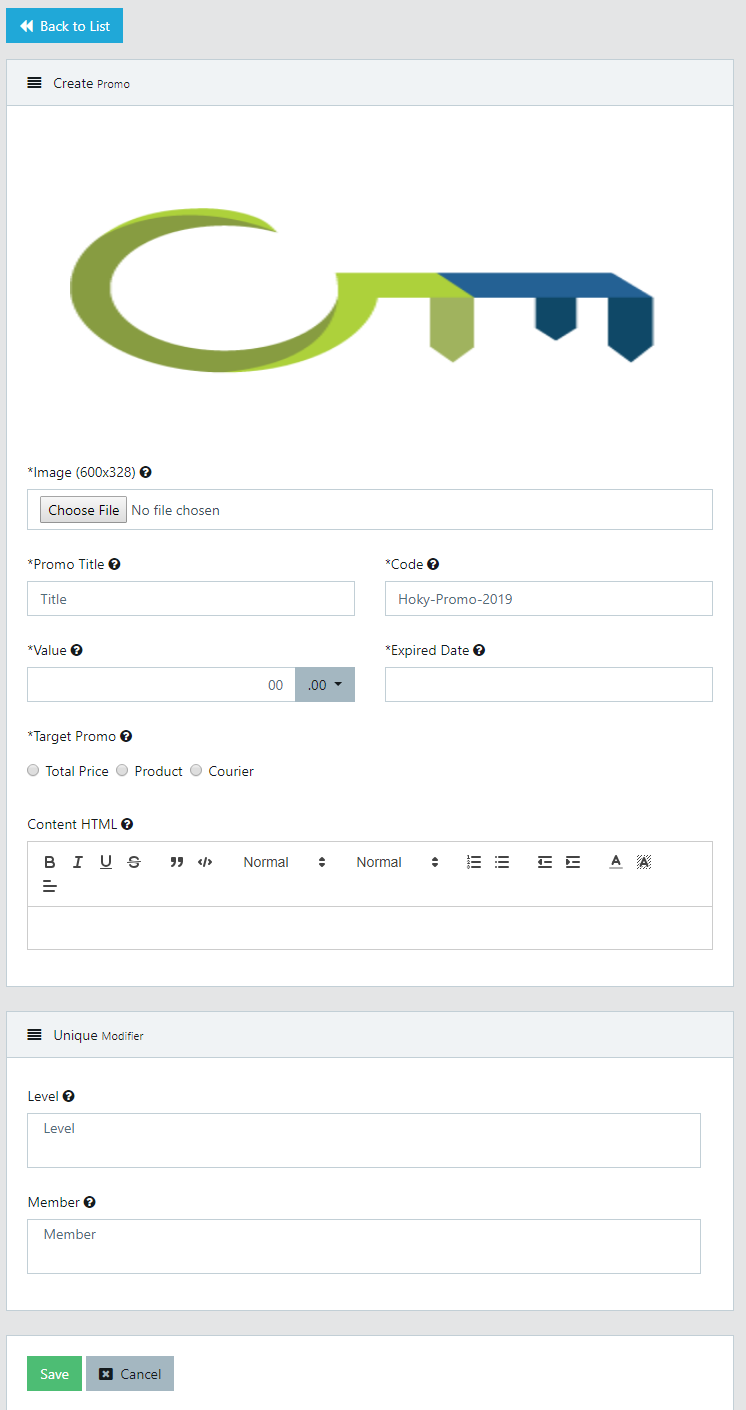 Back to List
Create Promo
*Image (600x328)
Choose File No file chosen
*Promo Title *Code
Title Hoky-Promo-2019
*Value *Expired Date
00 .00
*Target Promo
Total Price Product Courier
Content HTML
B I U S Normal Normal A A
Unique Modifier
Level
Level
Member
Member
Save Cancel